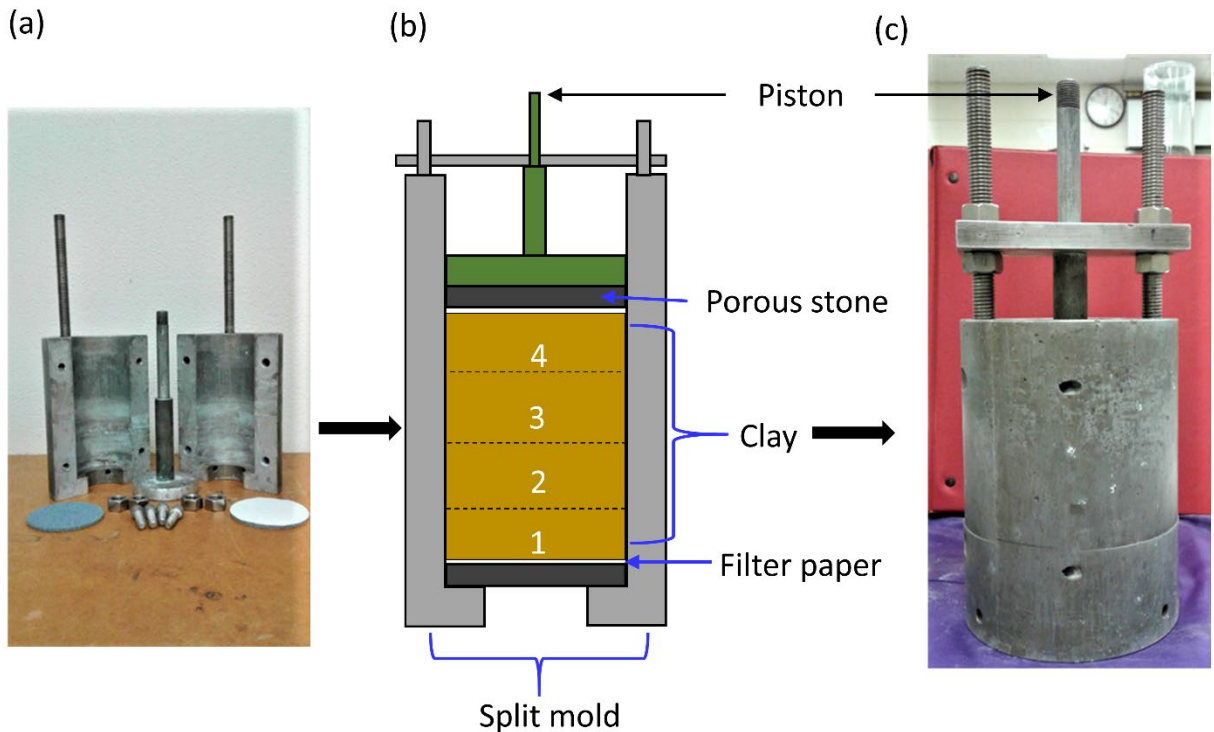 (a)
(b)
(c)
Piston
Porous stone
4
3
Clay
2
1
Filter paper
Split mold